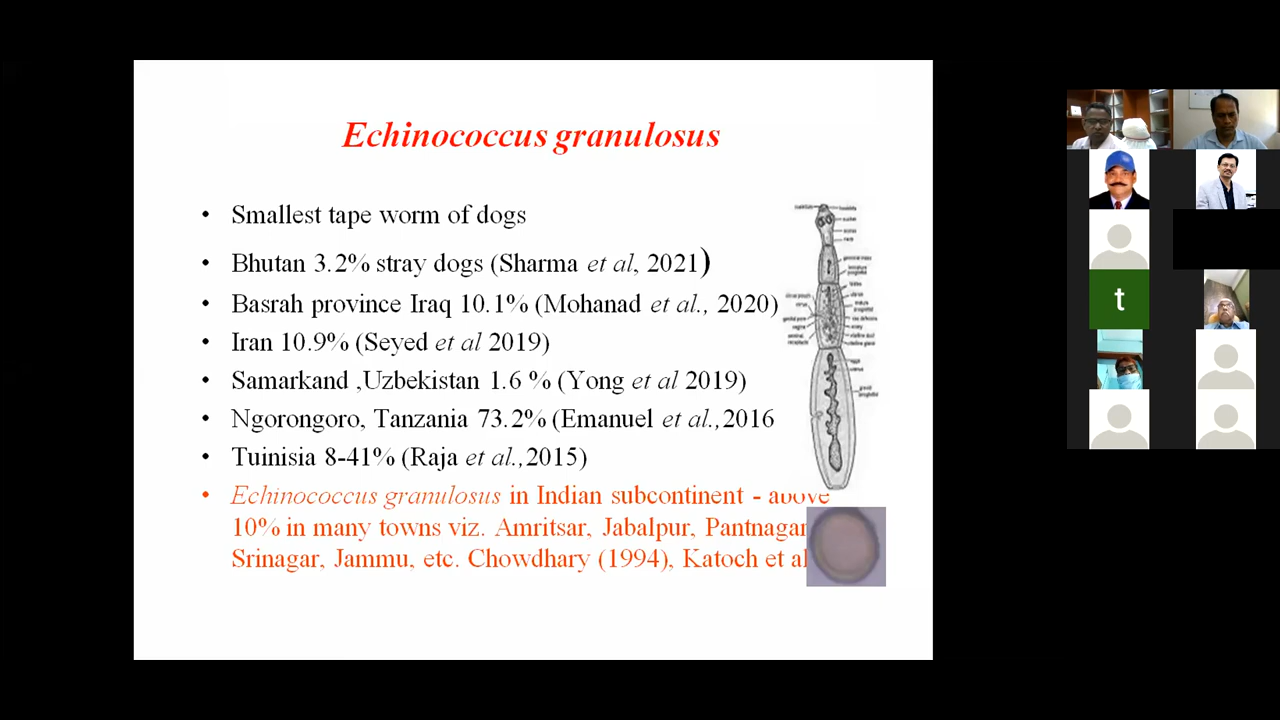 Echinococcus granulosus
• Smallest tape worm of dogs
• Bhutan 3.2% stray dogs (Sharma et al, 2021)
• Basrah province Iraq 10.1% (Mohanad et al., 2020)
• Iran 10.9% (Seyed et al 2019)
• Samarkand ,Uzbekistan 1.6 % (Yong et al 2019)
• Ngorongoro, Tanzania 73.2% (Emanuel et al.,2016
• Tuinisia 8-41% (Raja et al.,2015)
• Echinococcus granulosus in Indian subcontinent - above
10% in many towns viz. Amritsar, Jabalpur, Pantnagar
Srinagar, Jammu, etc. Chowdhary (1994), Katoch et al
t